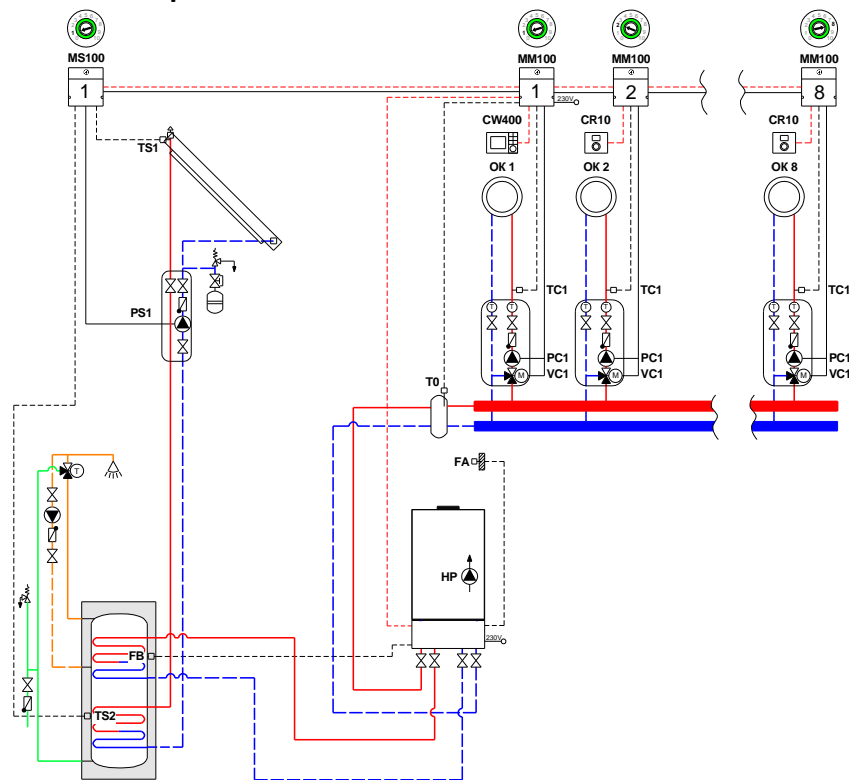 MS100 MM100 MM100 MM100
1 1 2 8
230V
CW400 CR10 CR10
TS1
OK 1 OK 2 OK 8
TC1 TC1 TC1
T T T T T T
PS1
PC1 PC1 PC1
M VC1 M VC1 M VC1
T0
T
FA
HP
230V
FB
TS2